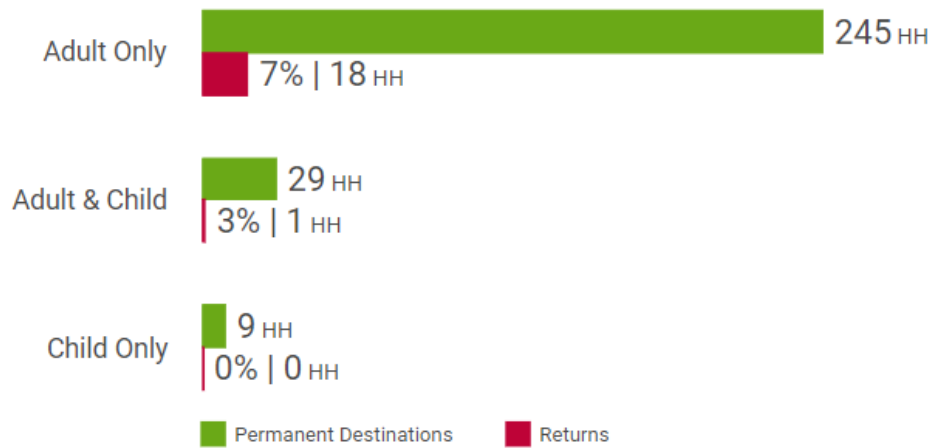 Adult Only
245 HH
7% | 18 HH
Adult & Child
29 HH
3% | 1 HH
Child Only
9 HH
0% | 0 HH
Permanent Destinations Returns